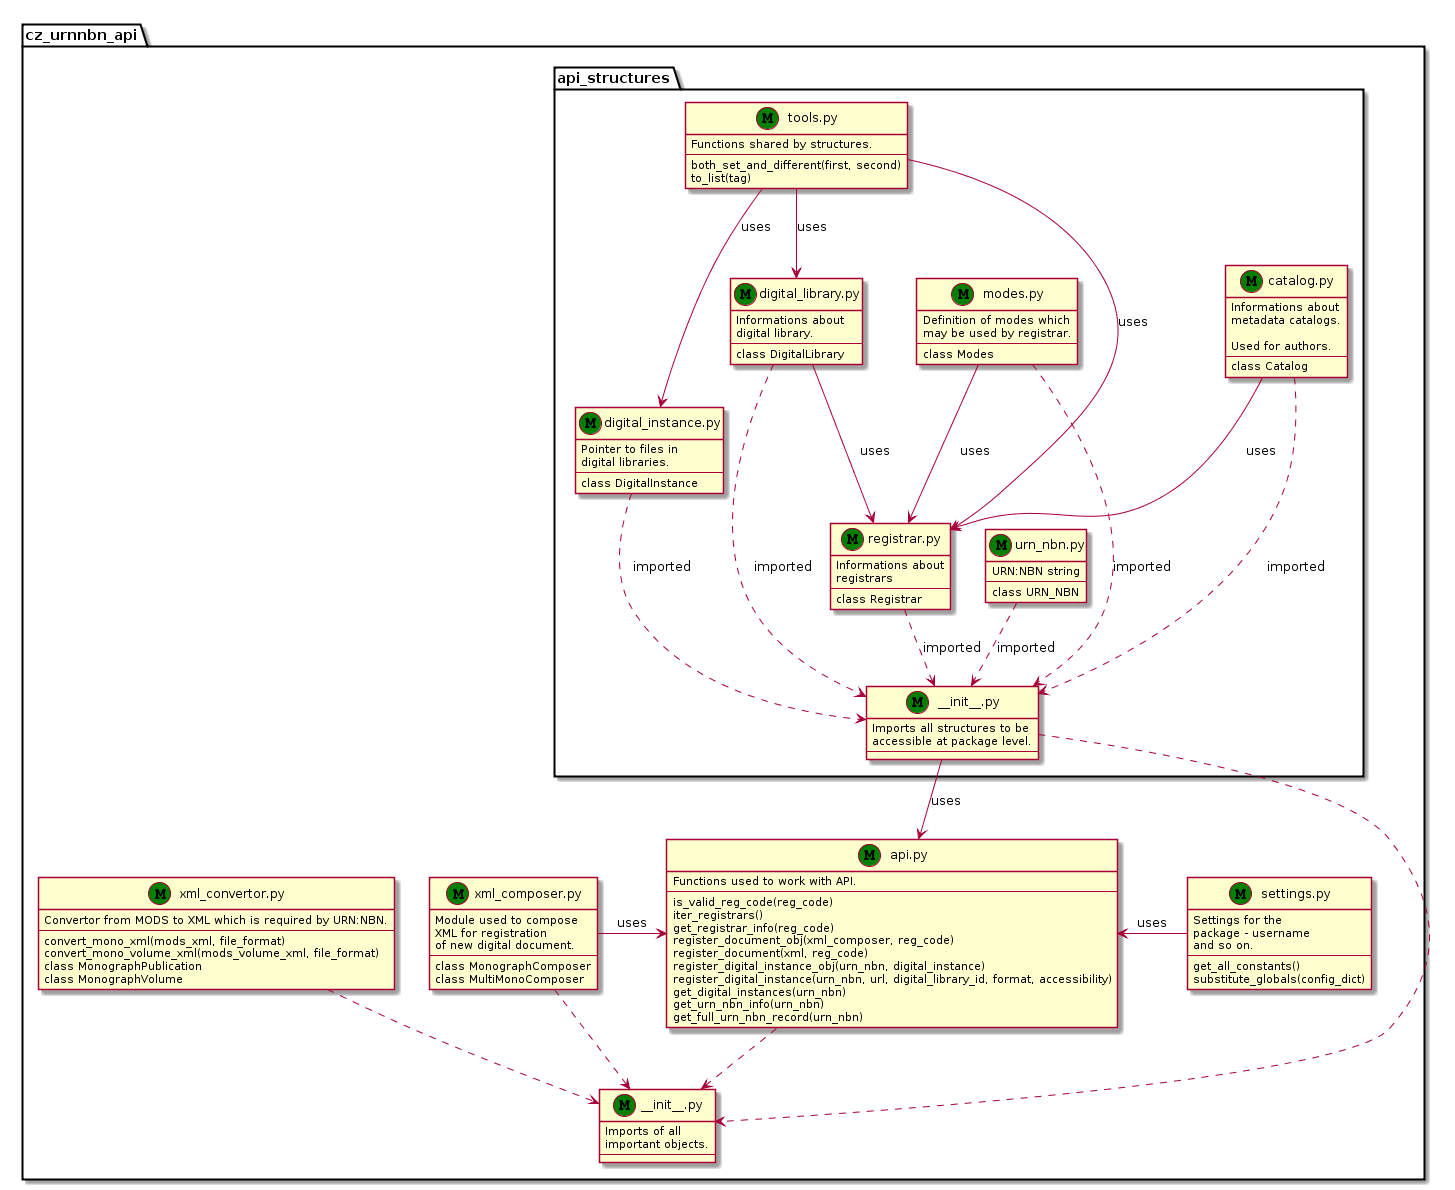 cz_urnnbn_api
api_structures
M tools.py
Functions shared by structures.
both_set_and_different(first, second)
to_list(tag)
uses
uses
uses
M digital_library.py
Informations about
digital library.
class DigitalLibrary
M modes.py
Definition of modes which
may be used by registrar.
class Modes
M catalog.py
Informations about
metadata catalogs.
Used for authors.
class Catalog
M digital_instance.py
Pointer to files in
digital libraries.
class DigitalInstance
uses
uses
uses
M registrar.py
Informations about
registrars
class Registrar
M urn_nbn.py
URN:NBN string
class URN_NBN
imported
imported
imported
imported
imported
imported
M __init__.py
Imports all structures to be
accessible at package level.
uses
M xml_convertor.py
Convertor from MODS to XML which is required by URN:NBN.
convert_mono_xml(mods_xml, file_format)
convert_mono_volume_xml(mods_volume_xml, file_format)
class MonographPublication
class MonographVolume
M xml_composer.py
Module used to compose
XML for registration
of new digital document.
class MonographComposer
class MultiMonoComposer
uses
M api.py
Functions used to work with API.
is_valid_reg_code(reg_code)
iter_registrars()
get_registrar_info(reg_code)
register_document_obj(xml_composer, reg_code)
register_document(xml, reg_code)
register_digital_instance_obj(urn_nbn, digital_instance)
register_digital_instance(urn_nbn, url, digital_library_id, format, accessibility)
get_digital_instances(urn_nbn)
get_urn_nbn_info(urn_nbn)
get_full_urn_nbn_record(urn_nbn)
uses
M settings.py
Settings for the
package - username
and so on.
get_all_constants()
substitute_globals(config_dict)
M __init__.py
Imports of all
important objects.